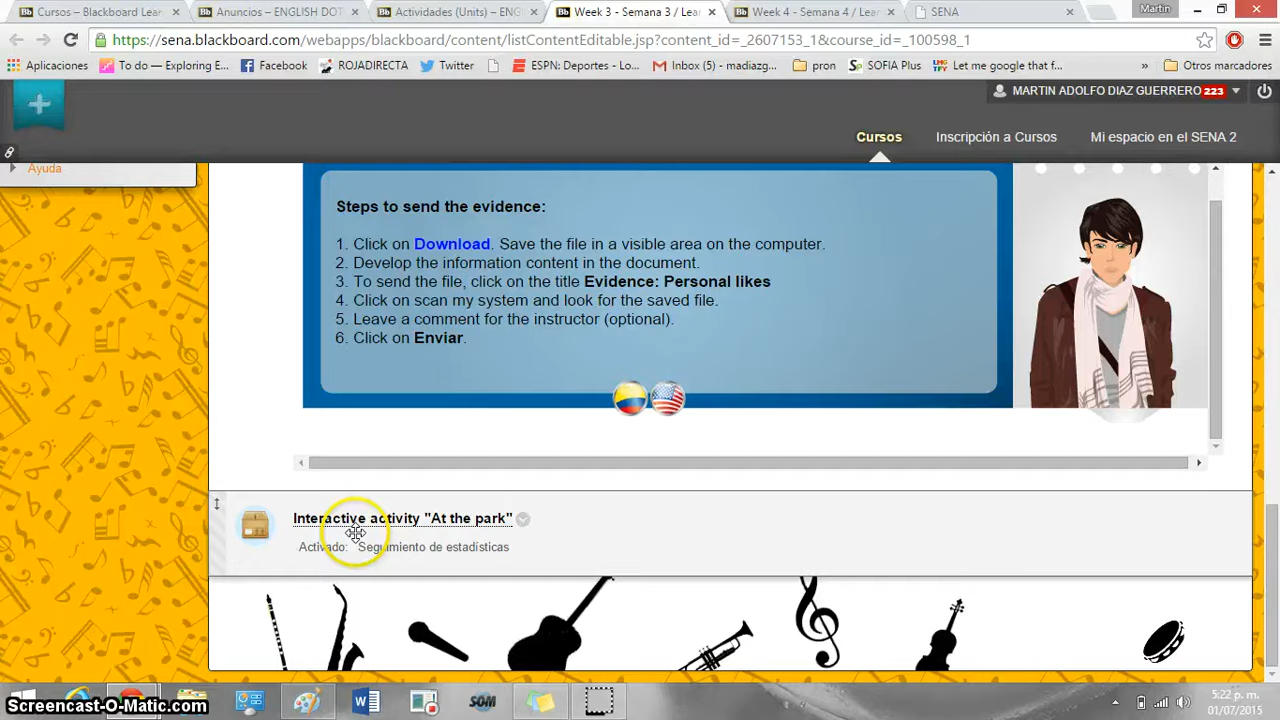 Cursos – Blackboard Lea
Anuncios – ENGLISH DOT
Actividades (Units) – ENG
Week 3 - Semana 3 / Lea
Week 4 - Semana 4 / Lea
SENA
Martin
https://sena.blackboard.com/webapps/blackboard/content/listContentEditable.jsp?content_id=_2607153_1&course_id=_100598_1
Aplicaciones
To do — Exploring E...
Facebook
ROJADIRECTA
Twitter
ESPN: Deportes - Lo...
Inbox (5) - madiazg...
pron
SOFIA Plus
Let me google that f...
»
Otros marcadores
MARTIN ADOLFO DIAZ GUERRERO 223
Cursos
Inscripción a Cursos
Mi espacio en el SENA 2
Ayuda
Steps to send the evidence:
1. Click on Download. Save the file in a visible area on the computer.
2. Develop the information content in the document.
3. To send the file, click on the title Evidence: Personal likes
4. Click on scan my system and look for the saved file.
5. Leave a comment for the instructor (optional).
6. Click on Enviar.
Interactive activity "At the park"
Activado: Seguimiento de estadísticas
SOM
5:22 p. m.
01/07/2015
Screencast-O-Matic.com